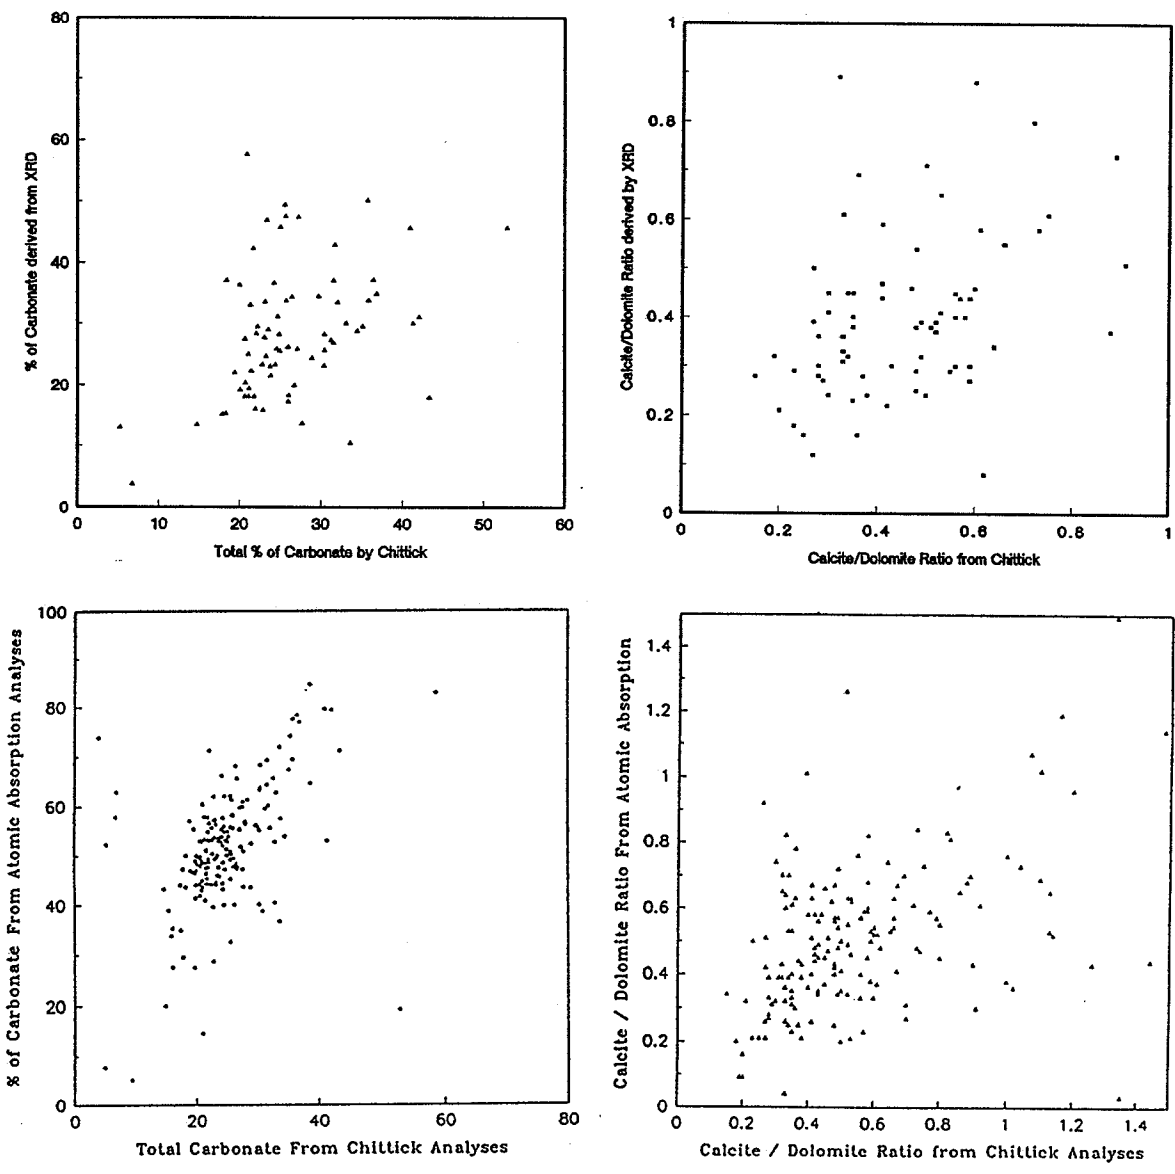 80
60
40
20
0
% of Carbonate derived from XRD
0 10 20 30 40 50 60
Total % of Carbonate by Chittick
1
0.8
0.6
0.4
0.2
0
Calcite/Dolomite Ratio derived by XRD
0 0.2 0.4 0.6 0.8 1
Calcite/Dolomite Ratio from Chittick
100
80
60
40
20
0
% of Carbonate From Atomic Absorption Analyses
0 20 40 60 80
Total Carbonate From Chittick Analyses
1.4
1.2
1
0.8
0.6
0.4
0.2
0
Calcite / Dolomite Ratio From Atomic Absorption
0 0.2 0.4 0.6 0.8 1 1.2 1.4
Calcite / Dolomite Ratio from Chittick Analyses